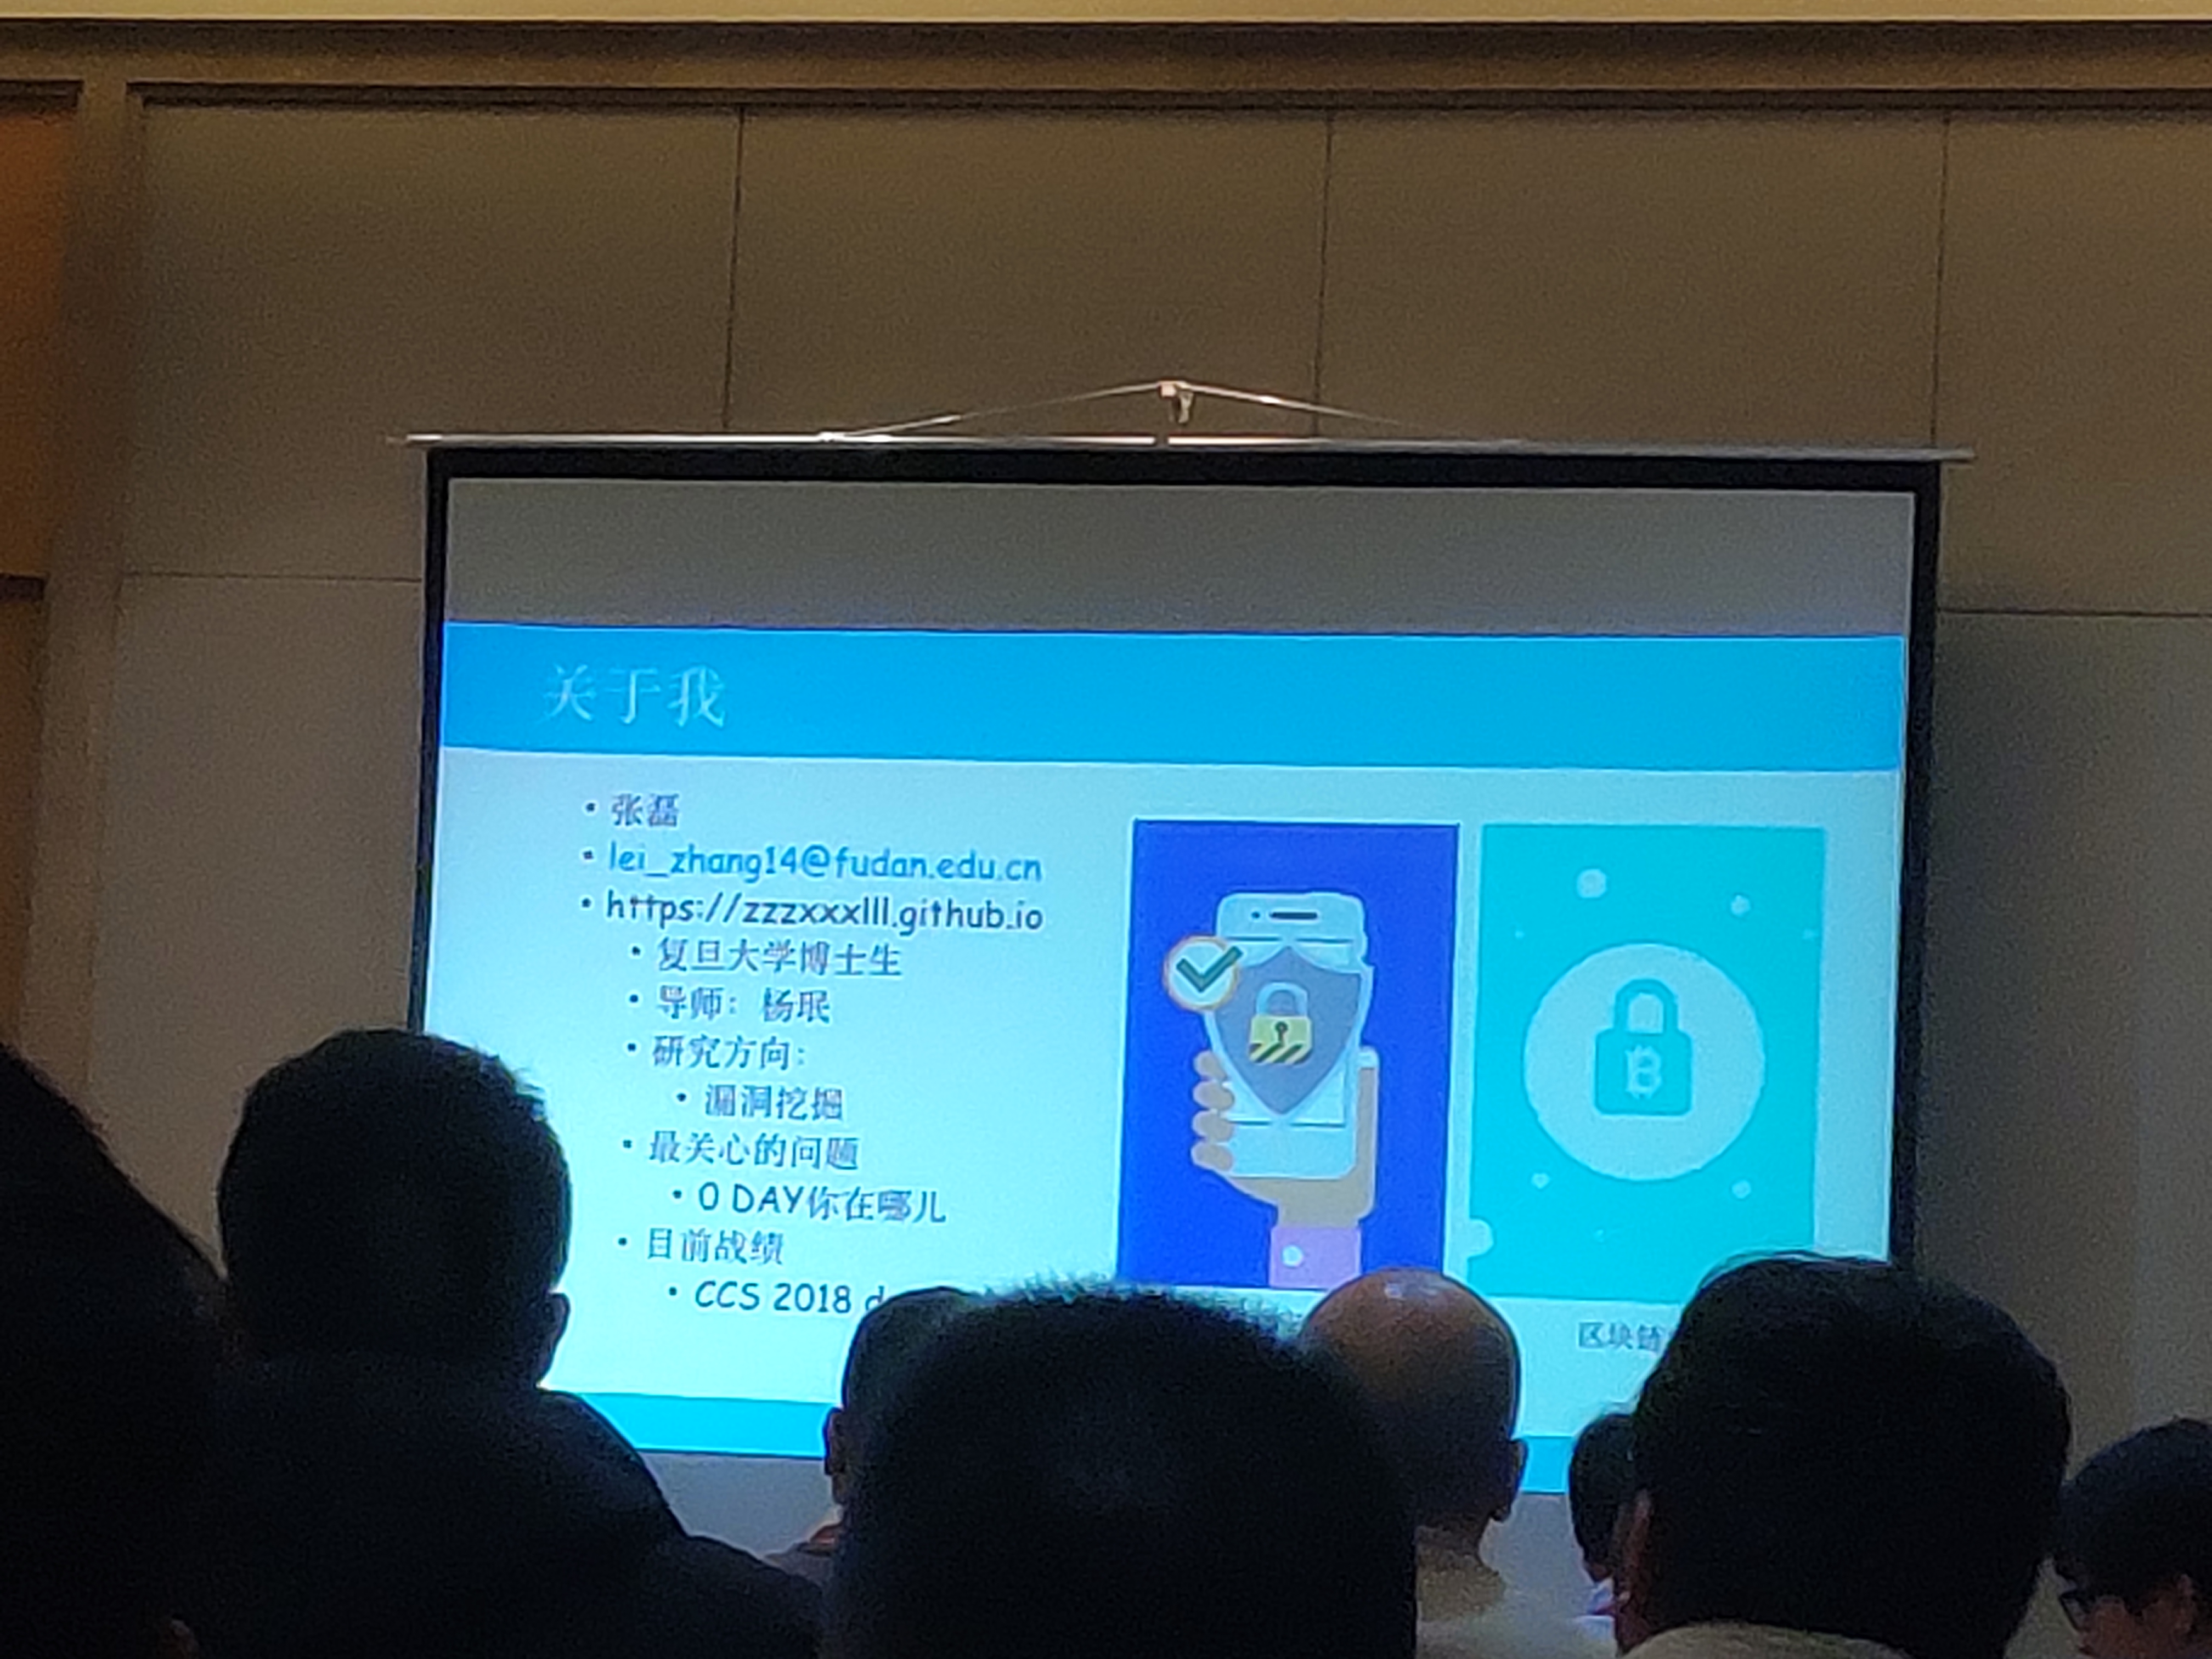 关于我
• 张磊
• lei_zhang14@fudan.edu.cn
• https://zzzxxxlll.github.io
• 复旦大学博士生
• 导师：杨珉
• 研究方向：
• 漏洞挖掘
• 最关心的问题
• 0 DAY你在哪儿
• 目前战绩
• CCS 2018
区块链
B